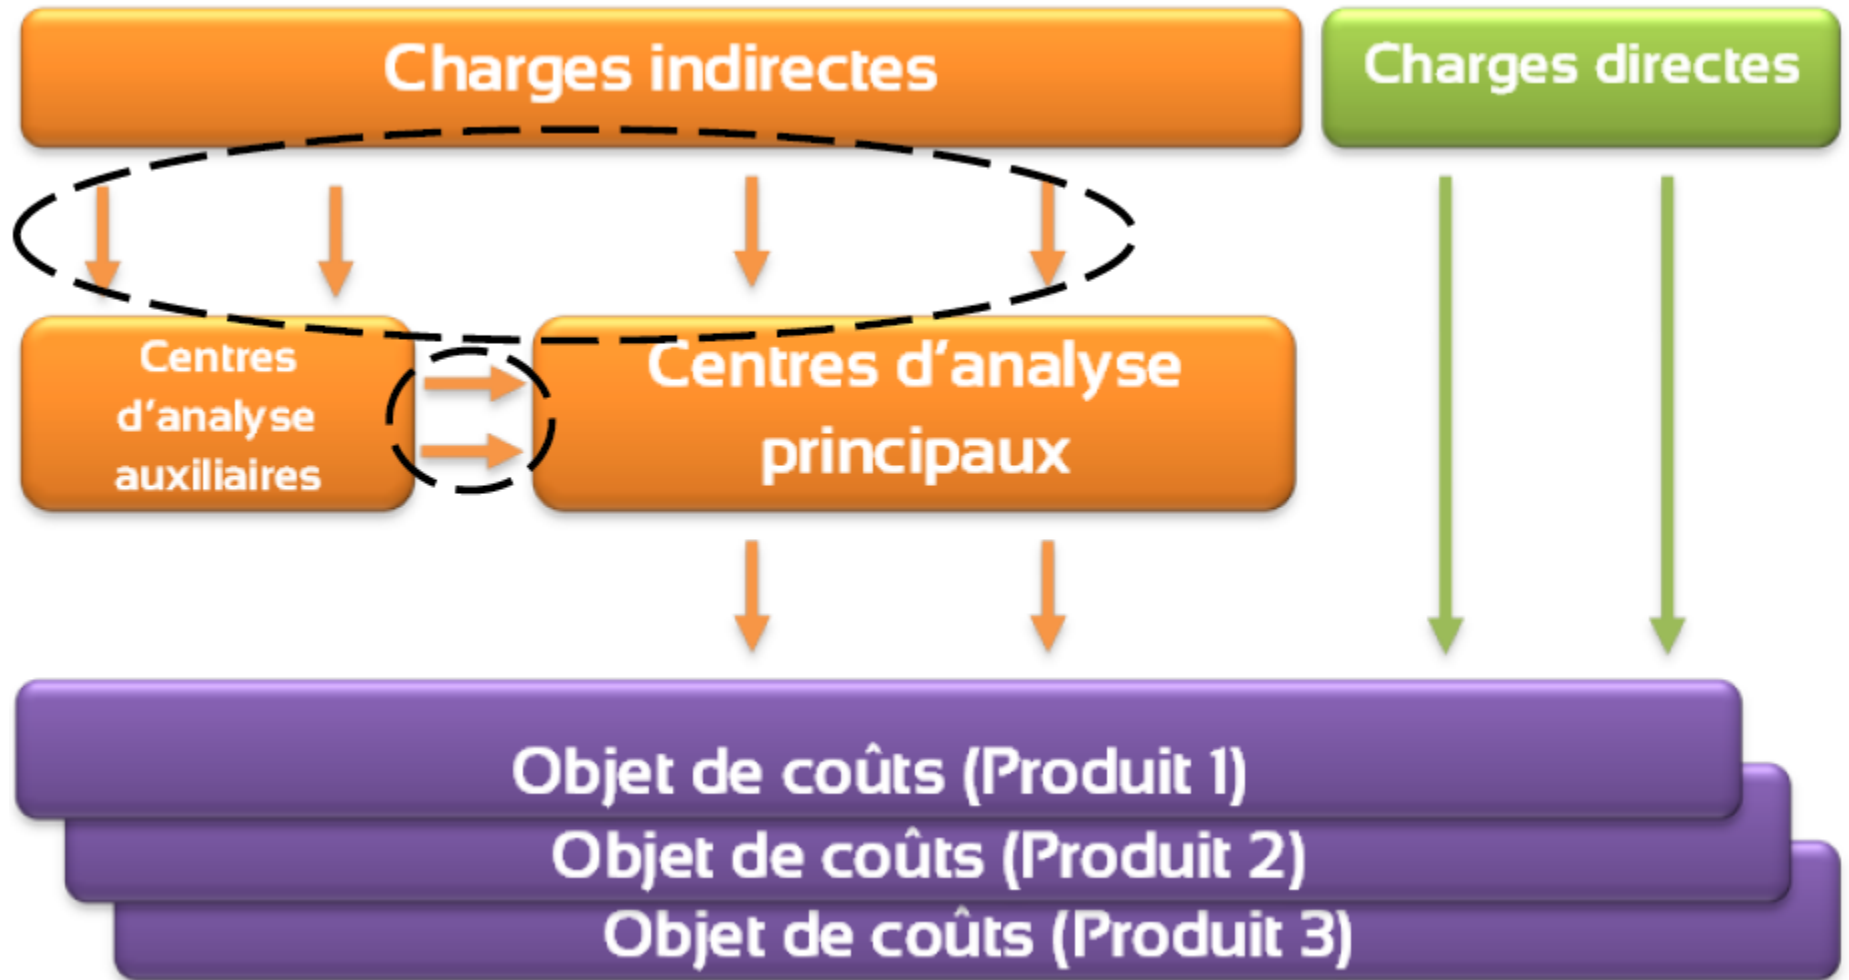 Charges indirectes
Charges directes
Centres
d'analyse
auxiliaires
Centres d'analyse
principaux
Objet de coûts (Produit 1)
Objet de coûts (Produit 2)
Objet de coûts (Produit 3)